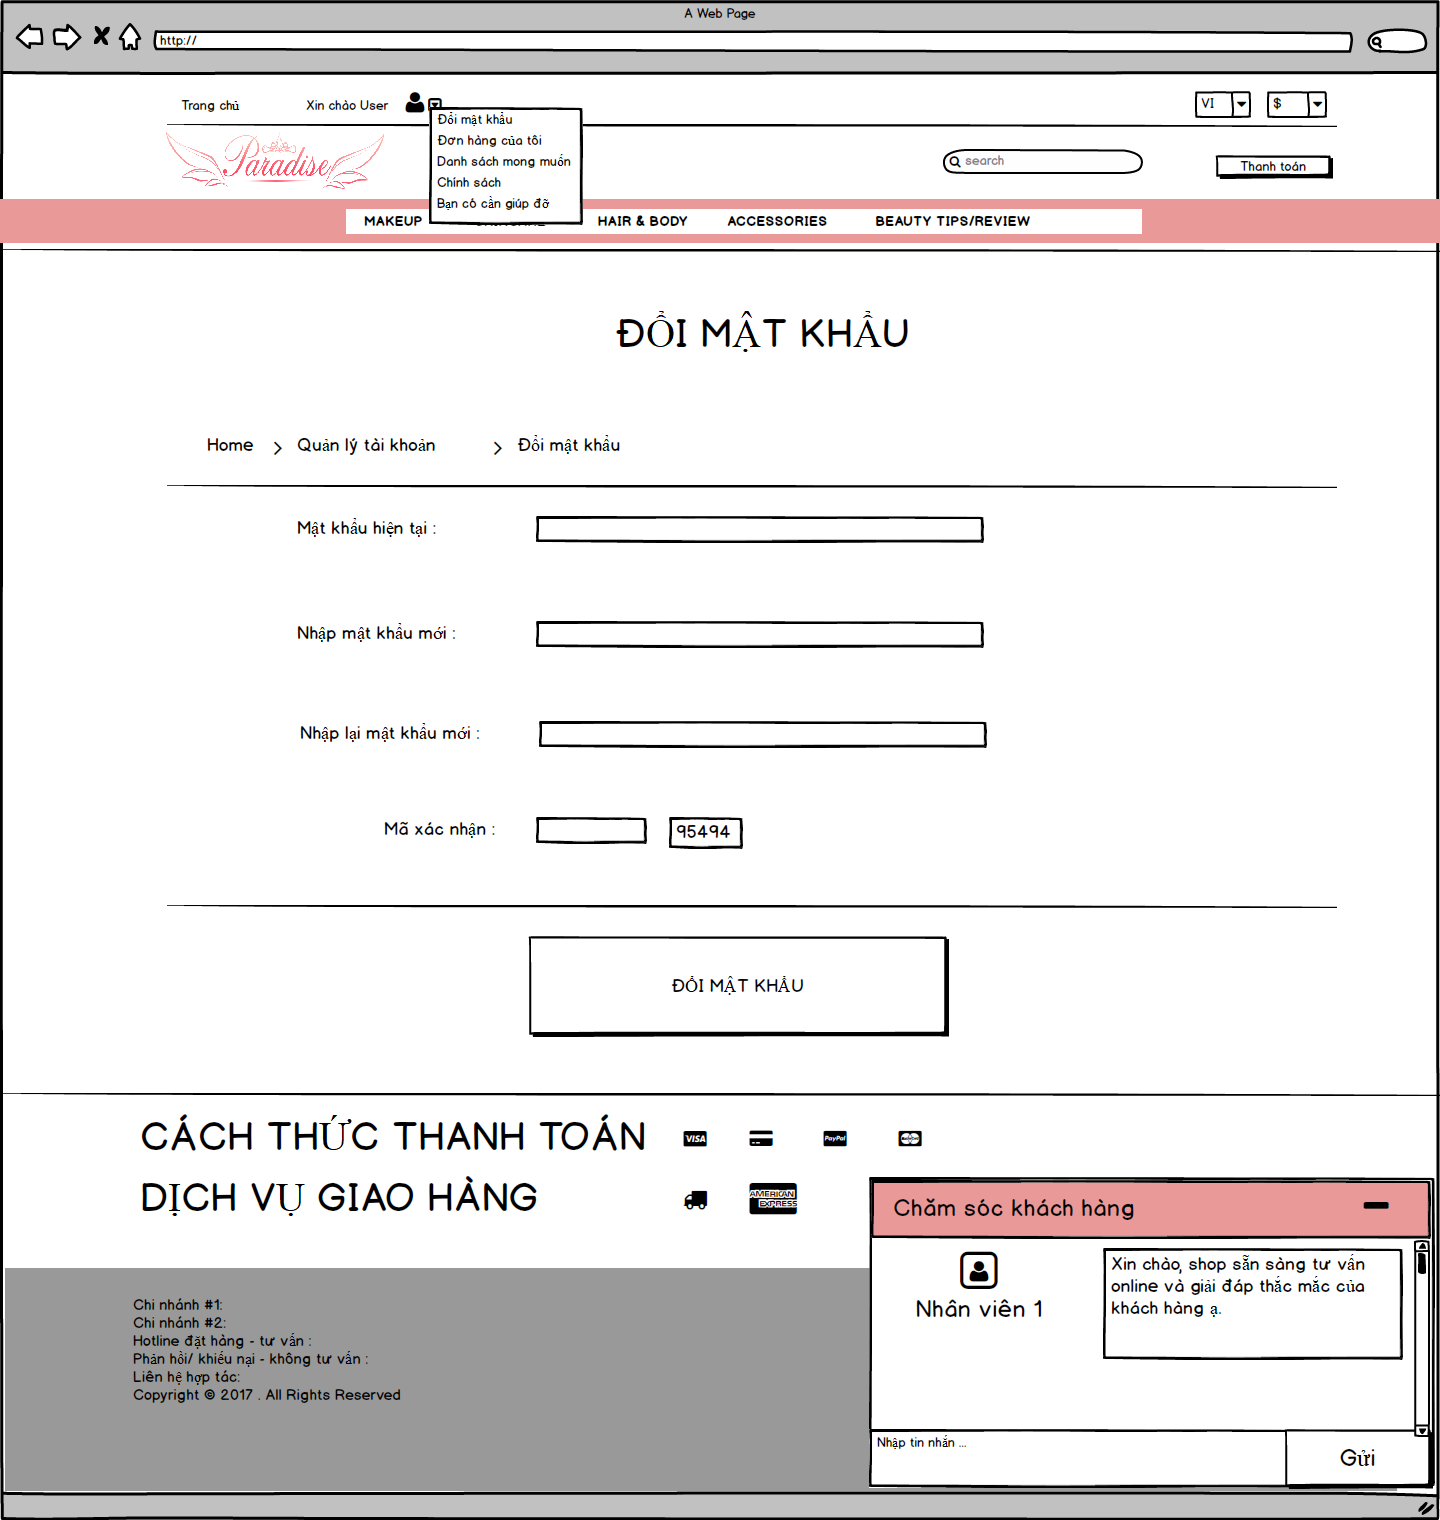 A Web Page
http://
Trang chủ
Xin chào User
VI
$
Đổi mật khẩu
Đơn hàng của tôi
Danh sách mong muốn
Chính sách
Bạn có cần giúp đỡ
Paradise
search
Thanh toán
MAKEUP
HAIR & BODY
ACCESSORIES
BEAUTY TIPS/REVIEW
ĐỔI MẬT KHẨU
Home
Quản lý tài khoản
Đổi mật khẩu
Mật khẩu hiện tại :
Nhập mật khẩu mới :
Nhập lại mật khẩu mới :
Mã xác nhận :
95494
ĐỔI MẬT KHẨU
CÁCH THỨC THANH TOÁN
VISA
PayPal
DỊCH VỤ GIAO HÀNG
AMERICAN
EXPRESS
Chăm sóc khách hàng
Nhân viên 1
Xin chào, shop sẵn sàng tư vấn
online và giải đáp thắc mắc của
khách hàng ạ.
Chi nhánh #1:
Chi nhánh #2:
Hotline đặt hàng - tư vấn :
Phản hồi/ khiếu nại - không tư vấn :
Liên hệ hợp tác:
Copyright © 2017 . All Rights Reserved
Nhập tin nhắn ...
Gửi